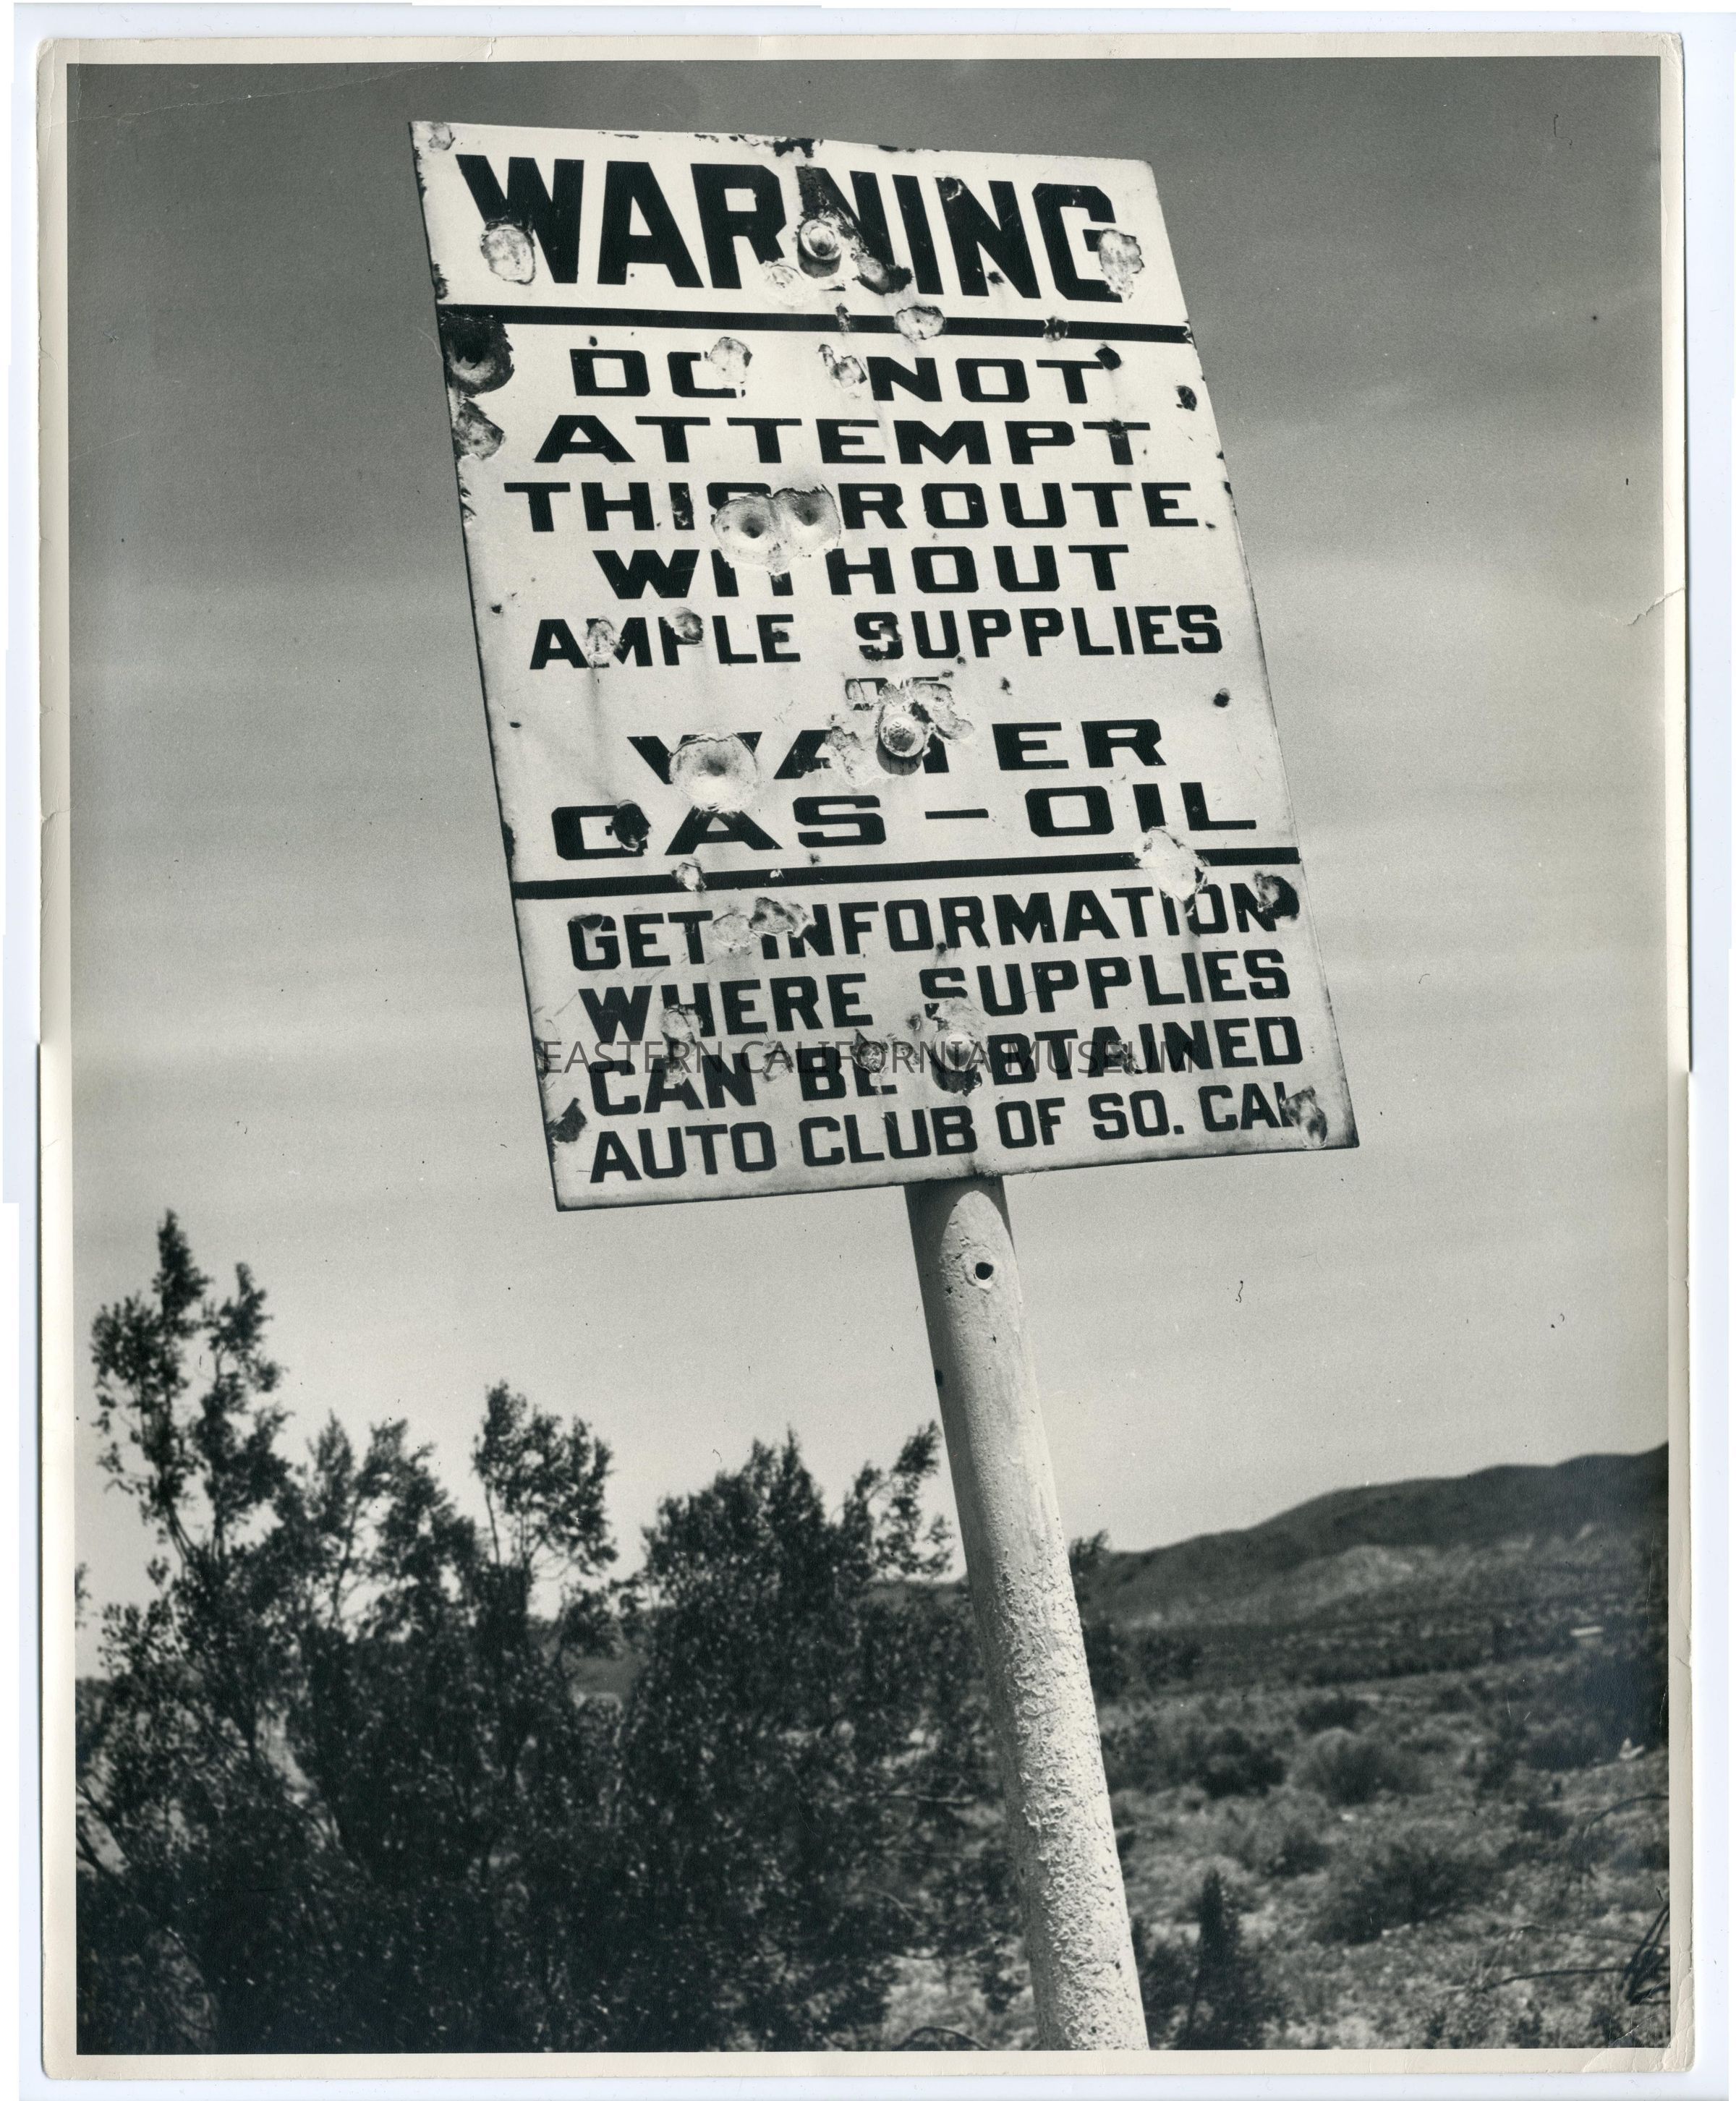 WARNING
DO NOT
ATTEMPT
THIS ROUTE
WITHOUT
AMPLE SUPPLIES
OF
WATER
GAS - OIL
GET INFORMATION
WHERE SUPPLIES
CAN BE OBTAINED
AUTO CLUB OF SO. CAL
EASTERN CALIFORNIA MUSEUM